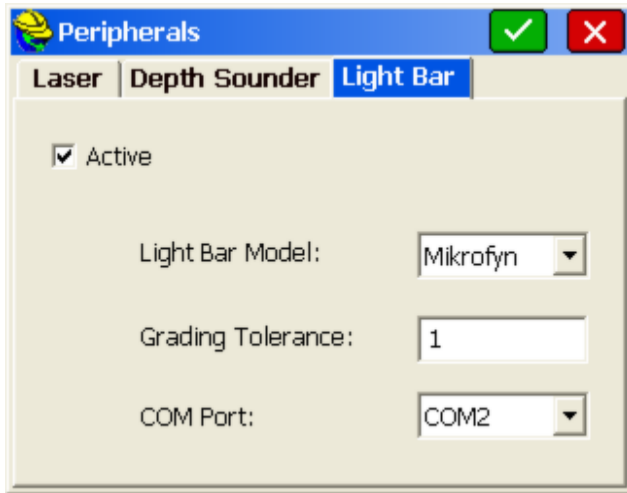 Peripherals
Laser Depth Sounder Light Bar
Active
Light Bar Model: Mikrofyn
Grading Tolerance: 1
COM Port: COM2